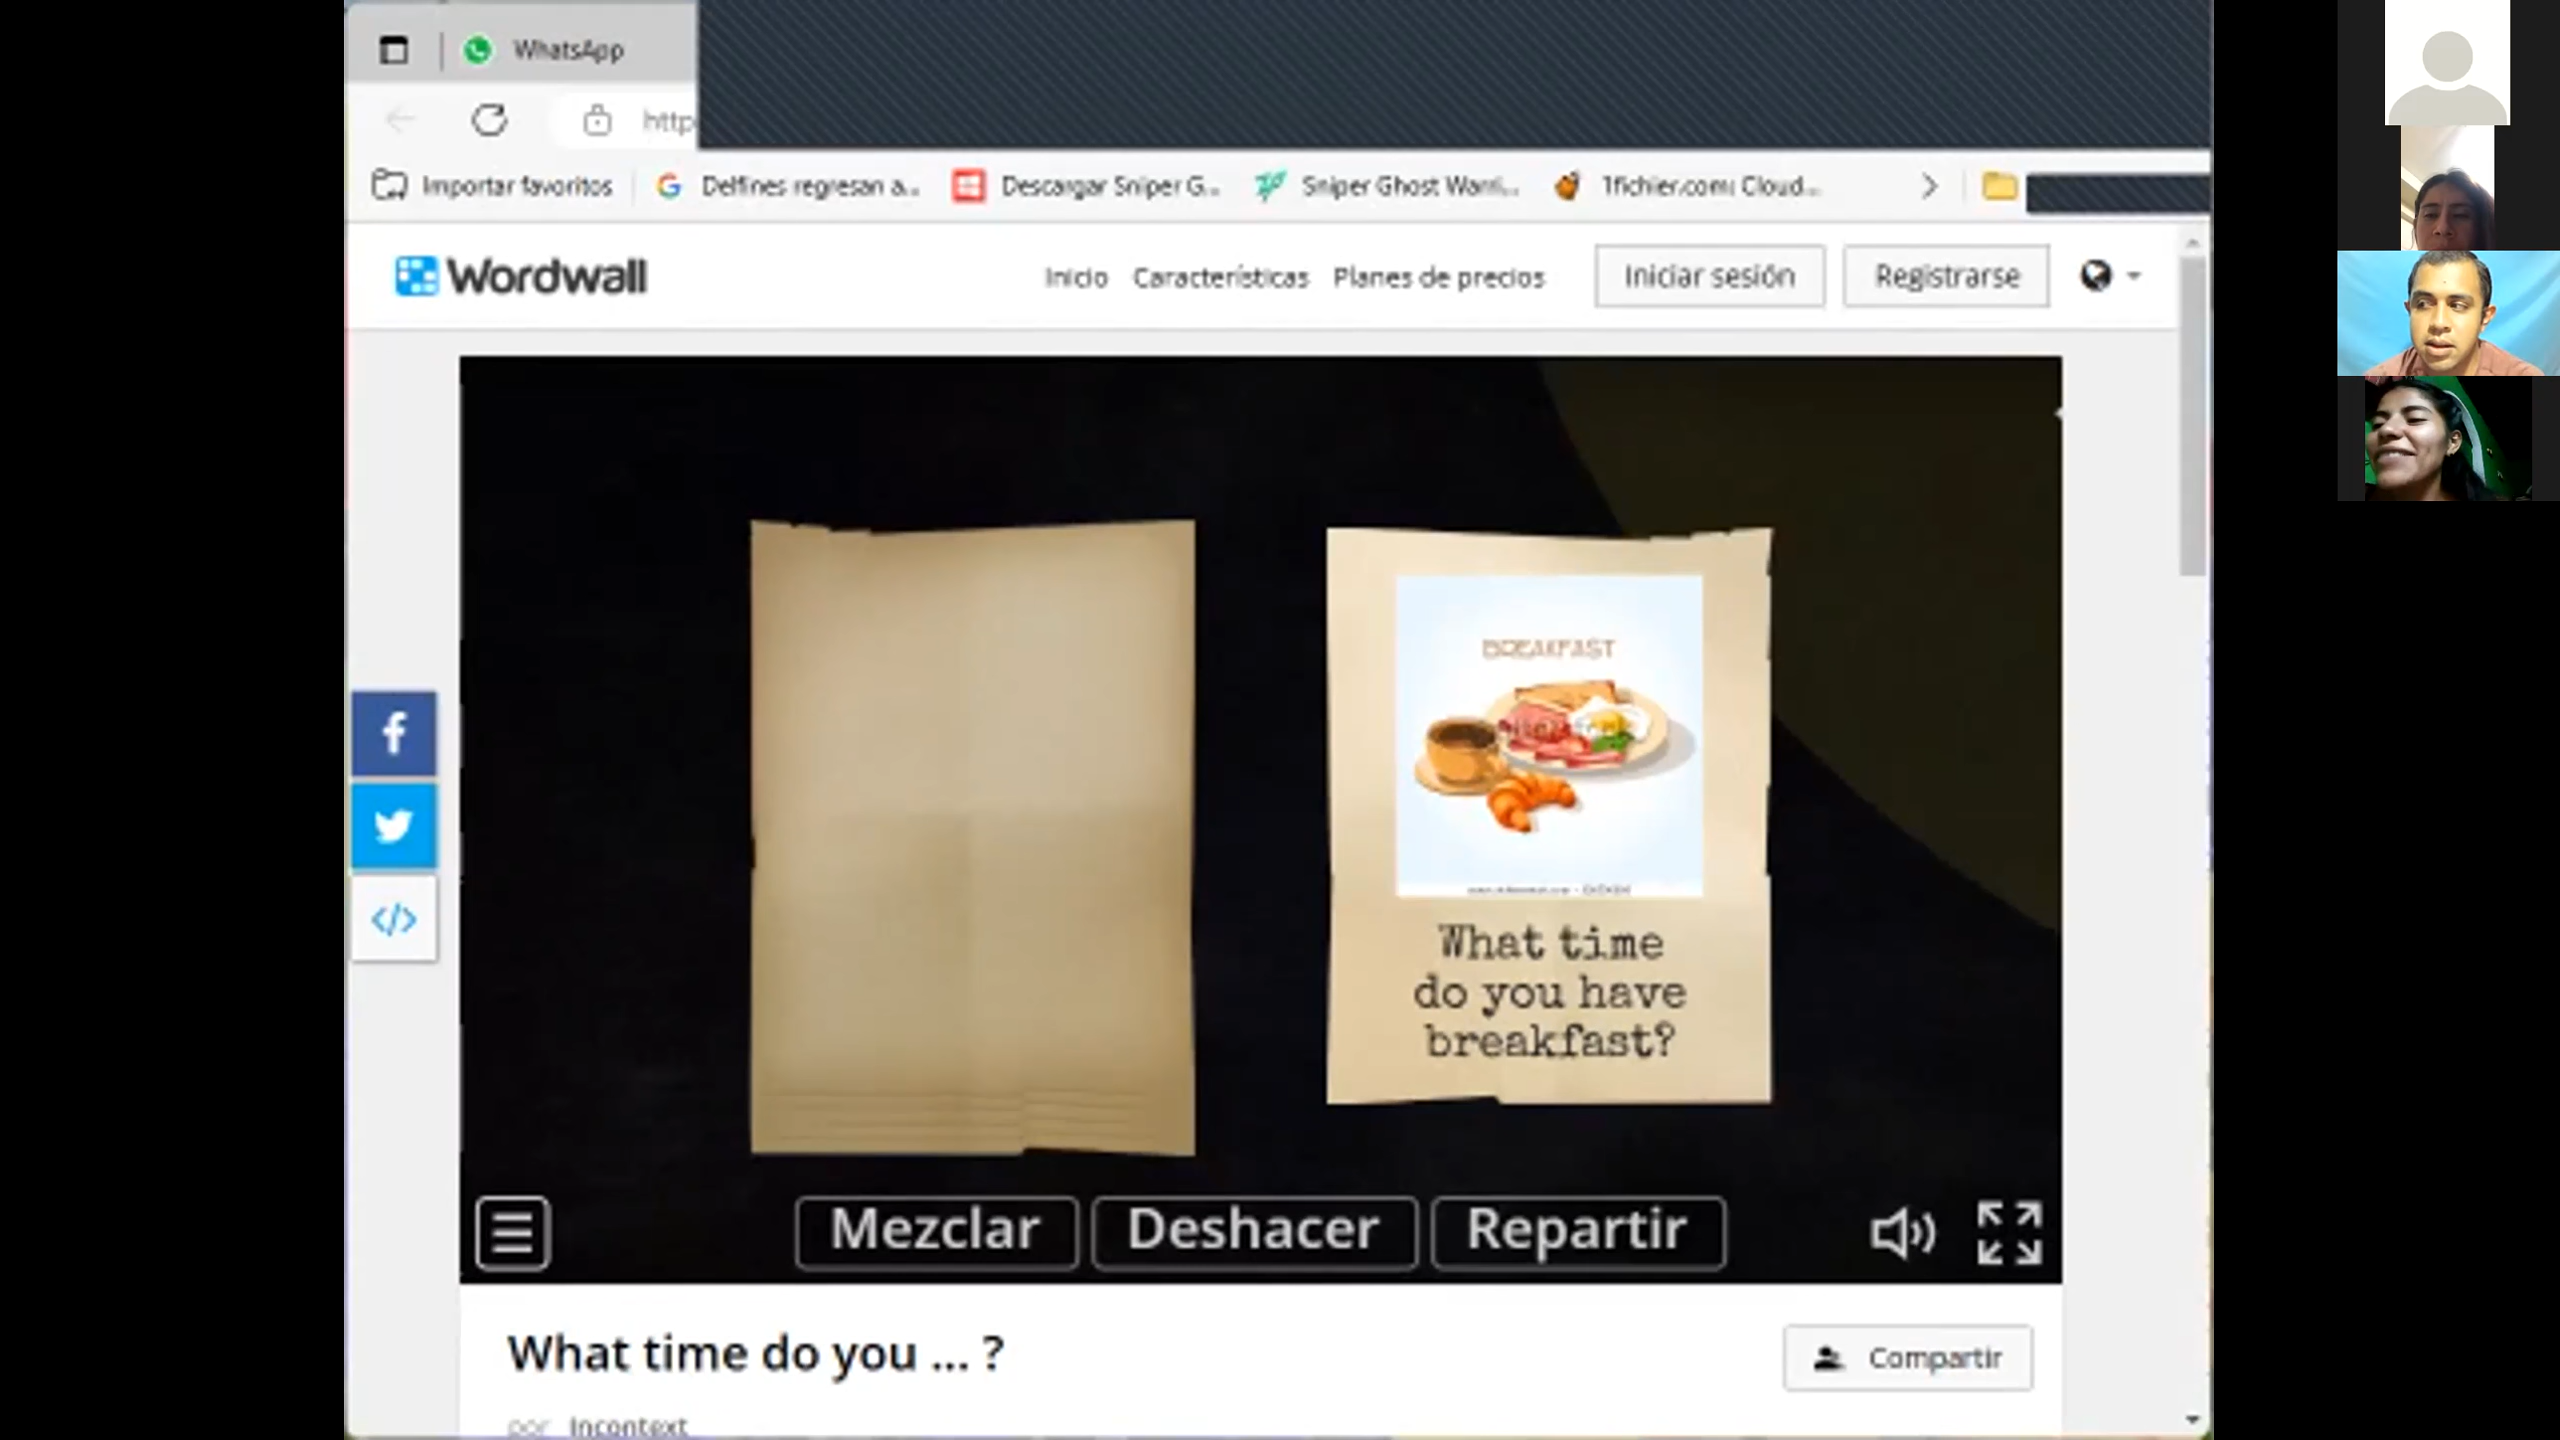 WhatsApp
http
Importar favoritos
Delfines regresan a...
Descargar Sniper G...
Sniper Ghost Warri...
1fichier.com: Cloud...
Wordwall
Inicio
Características
Planes de precios
Iniciar sesión
Registrarse
BREAKFAST
What time
do you have
breakfast?
Mezclar
Deshacer
Repartir
What time do you ... ?
Compartir
por Incontext